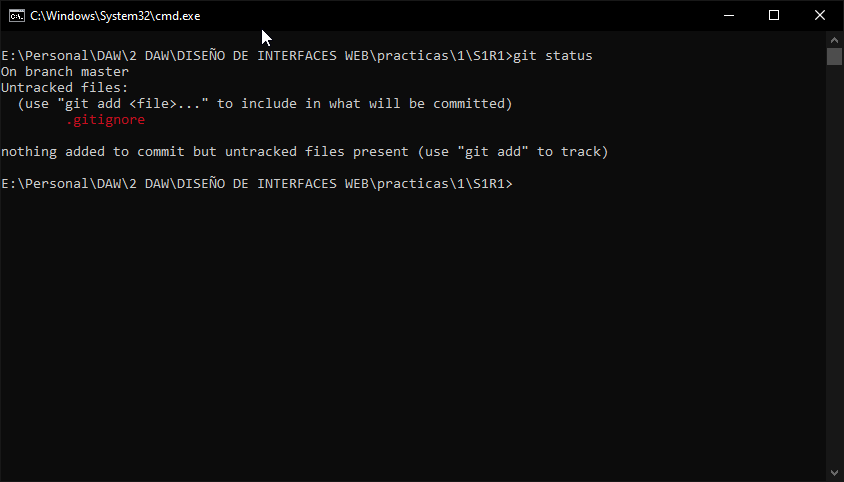 C:\Windows\System32\cmd.exe
E:\Personal\DAW\2 DAW\DISEÑO DE INTERFACES WEB\practicas\1\S1R1>git status
On branch master
Untracked files:
  (use "git add <file>..." to include in what will be committed)
        .gitignore
nothing added to commit but untracked files present (use "git add" to track)
E:\Personal\DAW\2 DAW\DISEÑO DE INTERFACES WEB\practicas\1\S1R1>